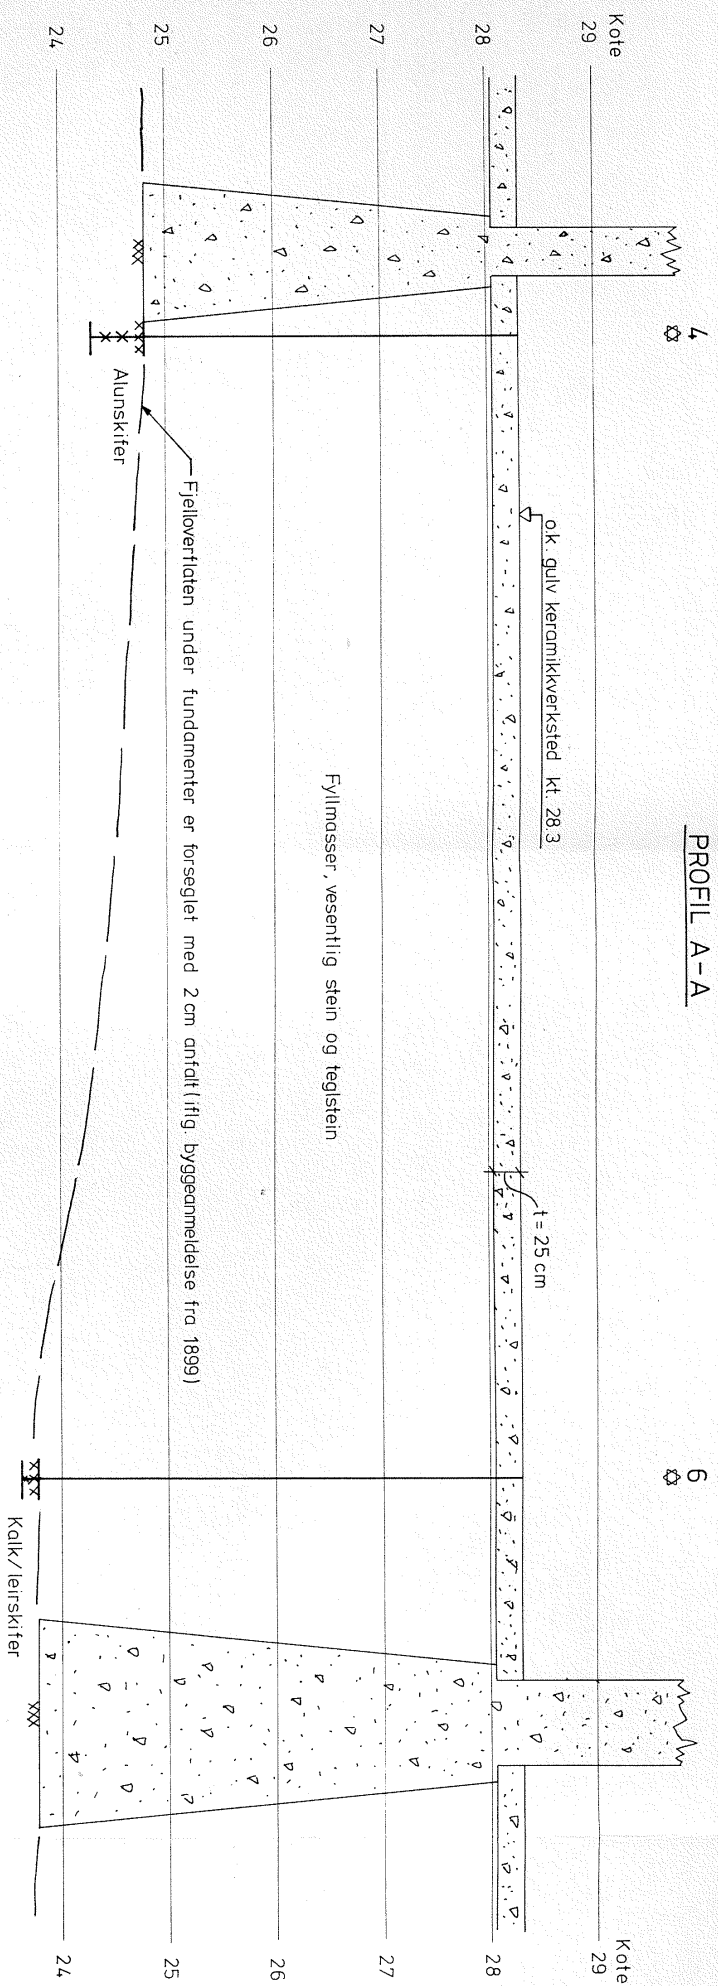 PROFIL A-A
4
6
Kote
29
28
27
26
25
24
Kote
29
28
27
26
25
24
o.k. gulv keramikkverksted kt. 28.3
t = 25 cm
Fyllmasser, vesentlig stein og teglstein
Fjelloverflaten under fundamenter er forseglet med 2 cm anfalt (iflg. byggeanmeldelse fra 1899)
Alunskifer
Kalk/leirskifer